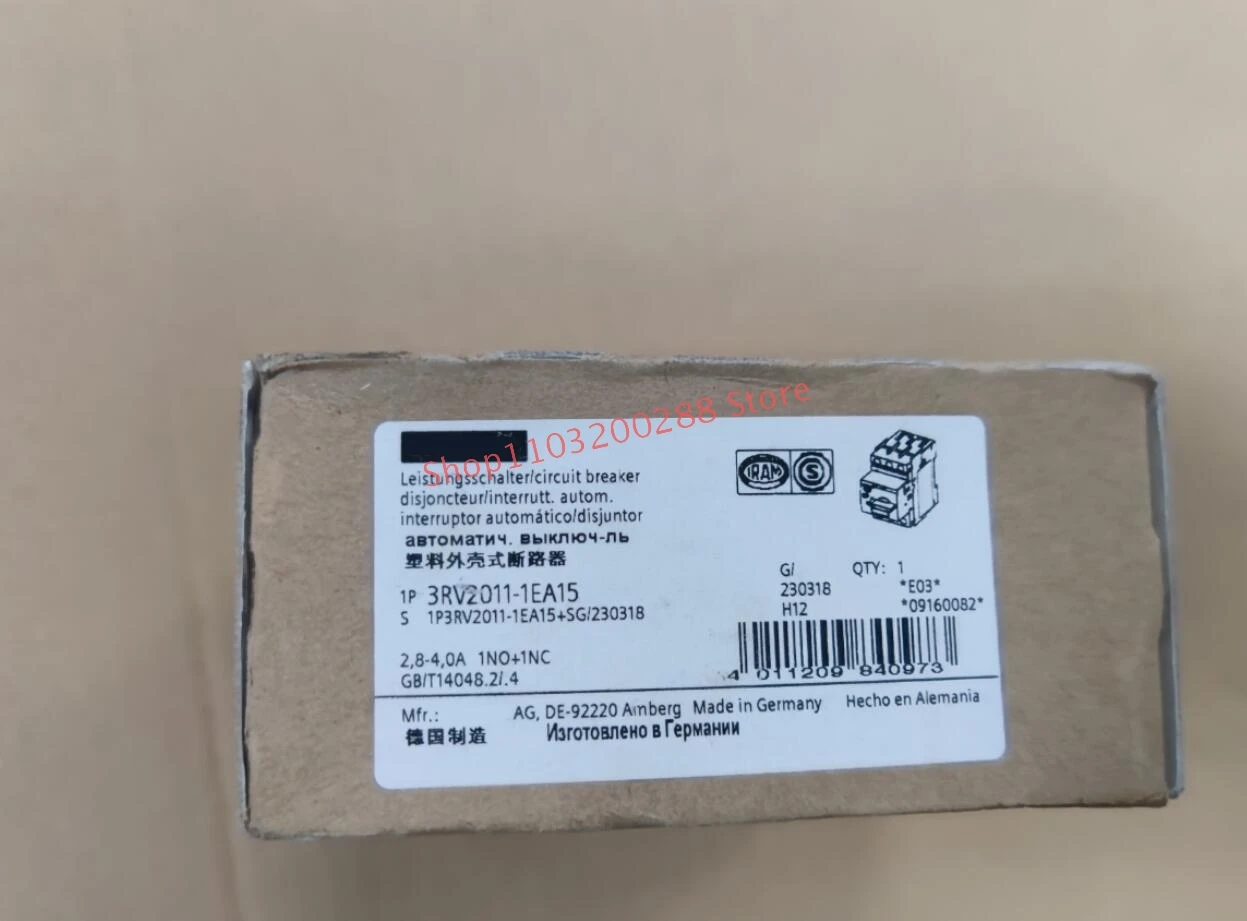 Shop1103200288 Store
Leistungsschalter/circuit breaker
disjoncteur/interrutt. autom.
interruptor automático/disjuntor
автоматич. выключ-ль
塑料外壳式断路器
IRAM S
1P 3RV2011-1EA15
S 1P3RV2011-1EA15+SG/230318
G/ QTY: 1
230318 *E03*
H12 *09160082*
2,8-4,0A 1NO+1NC
GB/T14048.2/.4
4 011209 840973
Mfr.: AG, DE-92220 Amberg Made in Germany Hecho en Alemania
德国制造 Изготовлено в Германии